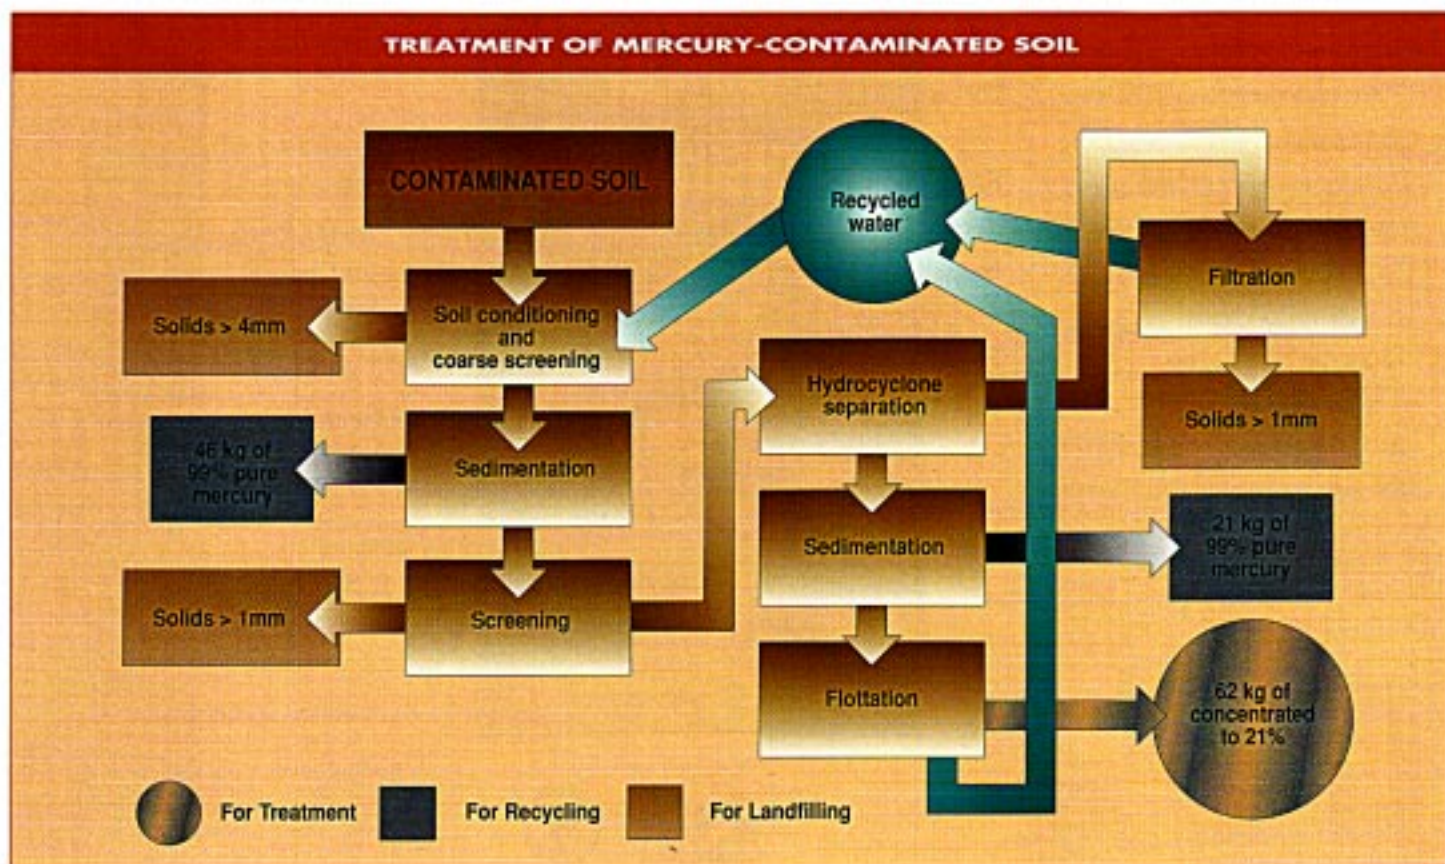 TREATMENT OF MERCURY-CONTAMINATED SOIL
CONTAMINATED SOIL
Recycled
water
Filtration
Solids > 4mm
Soil conditioning
and
coarse screening
Hydrocyclone
separation
Solids > 1mm
46 kg of
99% pure
mercury
Sedimentation
Sedimentation
21 kg of
99% pure
mercury
Solids > 1mm
Screening
Flottation
62 kg of
concentrated
to 21%
For Treatment
For Recycling
For Landfilling